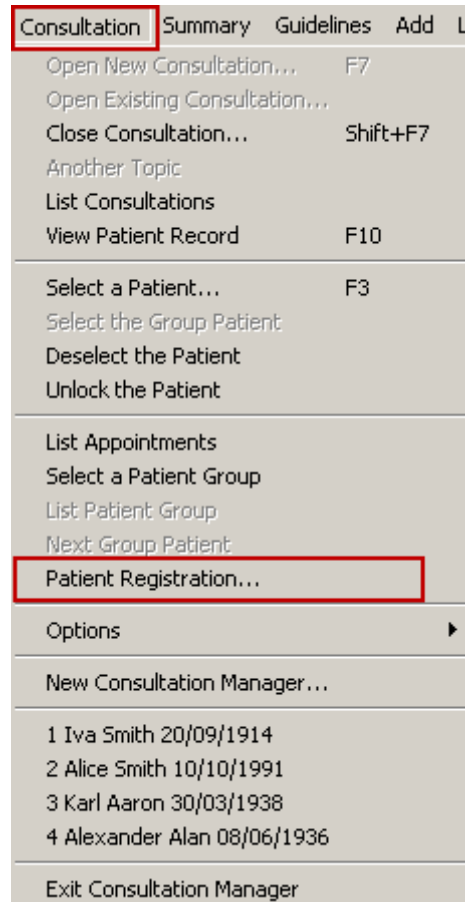 Consultation Summary Guidelines Add
Open New Consultation... F7
Open Existing Consultation...
Close Consultation... Shift+F7
Another Topic
List Consultations
View Patient Record F10
Select a Patient... F3
Select the Group Patient
Deselect the Patient
Unlock the Patient
List Appointments
Select a Patient Group
List Patient Group
Next Group Patient
Patient Registration...
Options
New Consultation Manager...
1 Iva Smith 20/09/1914
2 Alice Smith 10/10/1991
3 Karl Aaron 30/03/1938
4 Alexander Alan 08/06/1936
Exit Consultation Manager